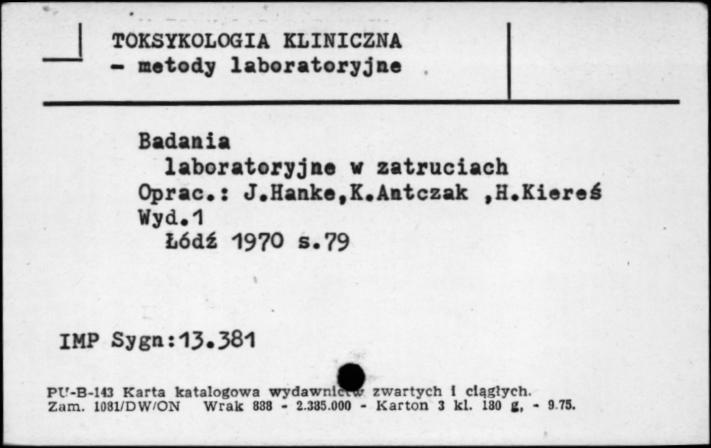 TOKSYKOLOGIA KLINICZNA
- metody laboratoryjne
Badania
laboratoryjne w zatruciach
Oprac.: J.Hanke,K.Antczak ,H.Kiereś
Wyd.1
Łódź 1970 s.79
IMP Sygn:13.381
PU-B-143 Karta katalogowa wydawnictw zwartych i ciągłych.
Zam. 1081/DW/ON Wrak 888 - 2.385.000 - Karton 3 kl. 180 g, - 9.75.